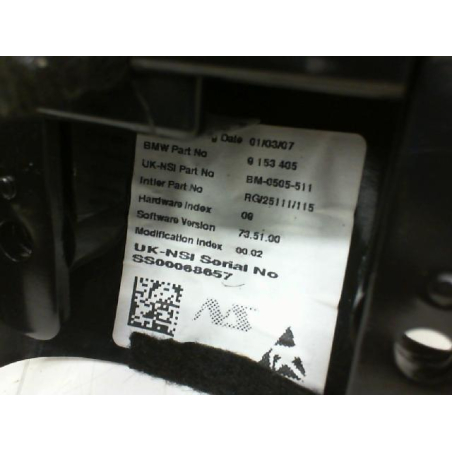 g Date 01/03/07
BMW Part No 9 153 405
UK-NSI Part No BM-0505-511
Intier Part No RG/25111/115
Hardware Index 09
Software Version 73.51.00
Modification Index 00.02
UK-NSI Serial No
SS00068657